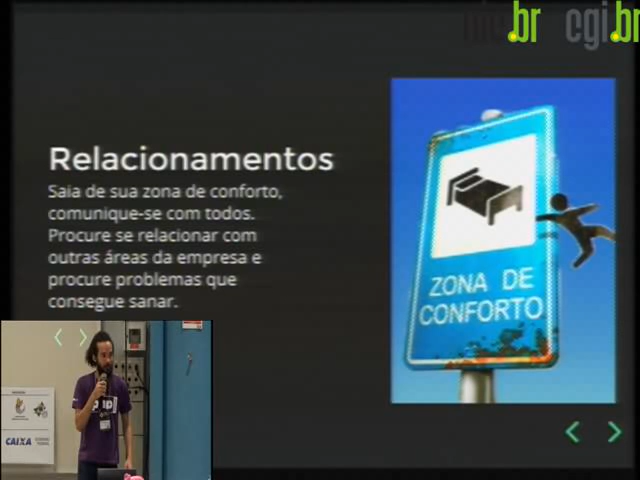 nic.br cgi.br
Relacionamentos
Saia de sua zona de conforto,
comunique-se com todos.
Procure se relacionar com
outras áreas da empresa e
procure problemas que
consegue sanar.
ZONA DE
CONFORTO
CAIXA
php